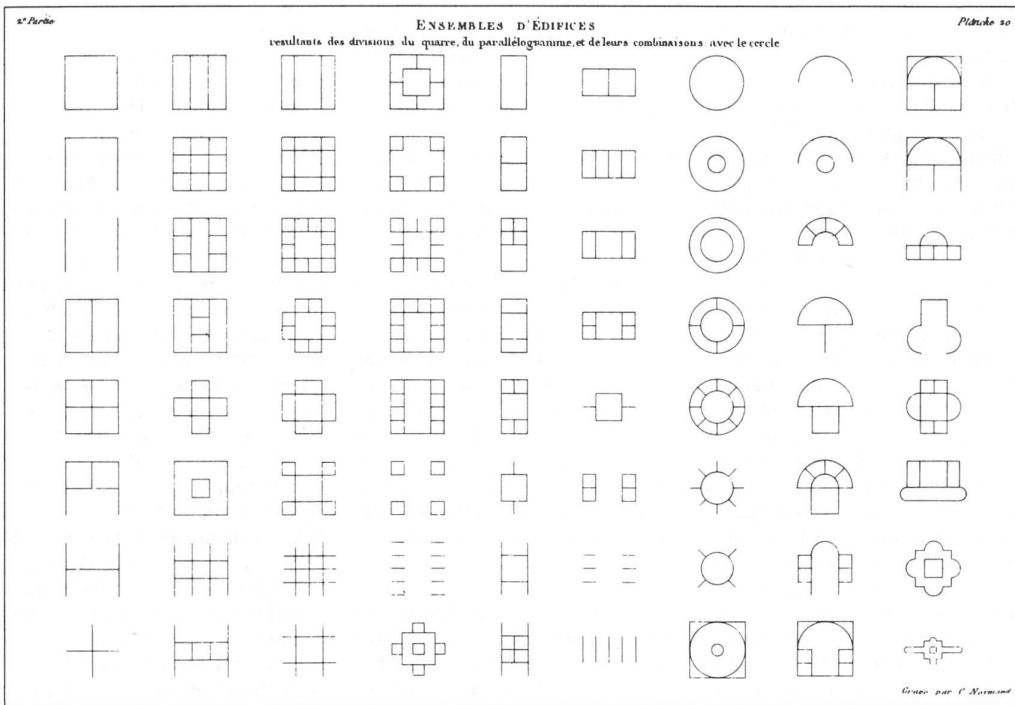 2e Partie
ENSEMBLES D'ÉDIFICES
Planche 20
resultants des divisions du quarre, du parallélogramme, et de leurs combinaisons avec le cercle
Gravé par C. Normand